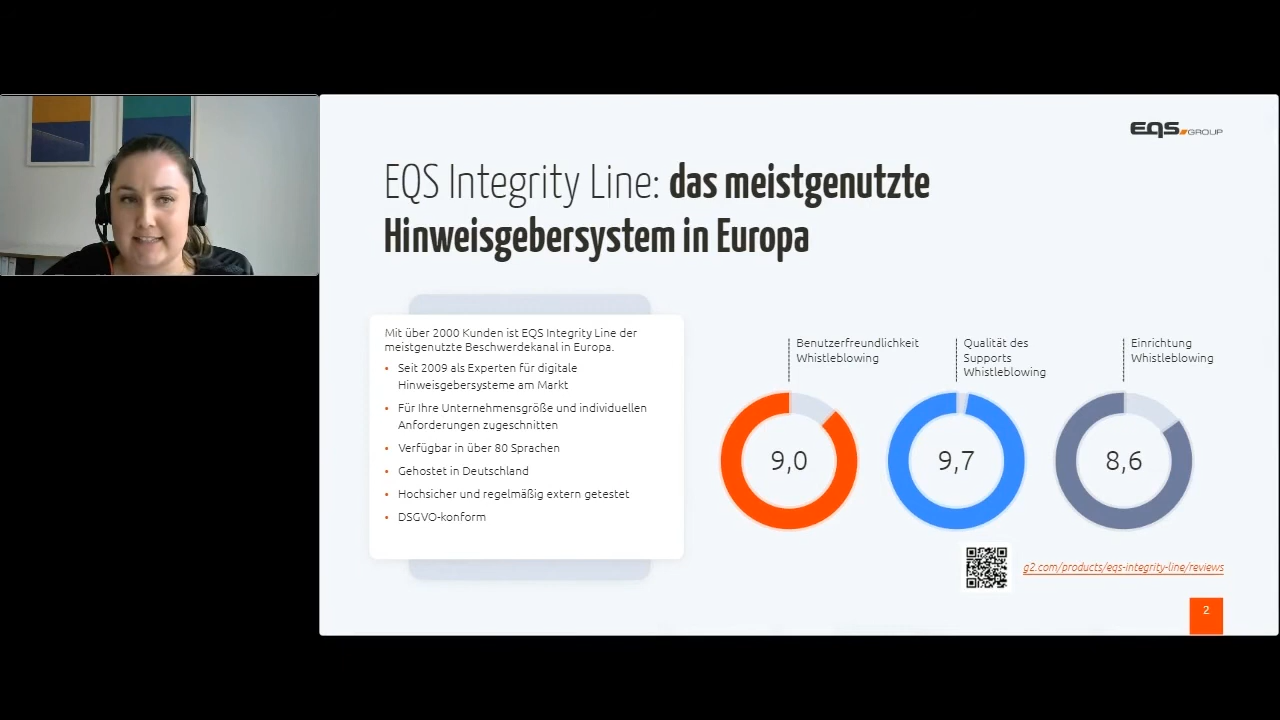 EQS GROUP
EQS Integrity Line: das meistgenutzte
Hinweisgebersystem in Europa
Mit über 2000 Kunden ist EQS Integrity Line der
meistgenutzte Beschwerdekanal in Europa.
• Seit 2009 als Experten für digitale
Hinweisgebersysteme am Markt
• Für Ihre Unternehmensgröße und individuellen
Anforderungen zugeschnitten
• Verfügbar in über 80 Sprachen
• Gehostet in Deutschland
• Hochsicher und regelmäßig extern getestet
• DSGVO-konform
Benutzerfreundlichkeit
Whistleblowing
9,0
Qualität des
Supports
Whistleblowing
9,7
Einrichtung
Whistleblowing
8,6
g2.com/products/eqs-integrity-line/reviews
2